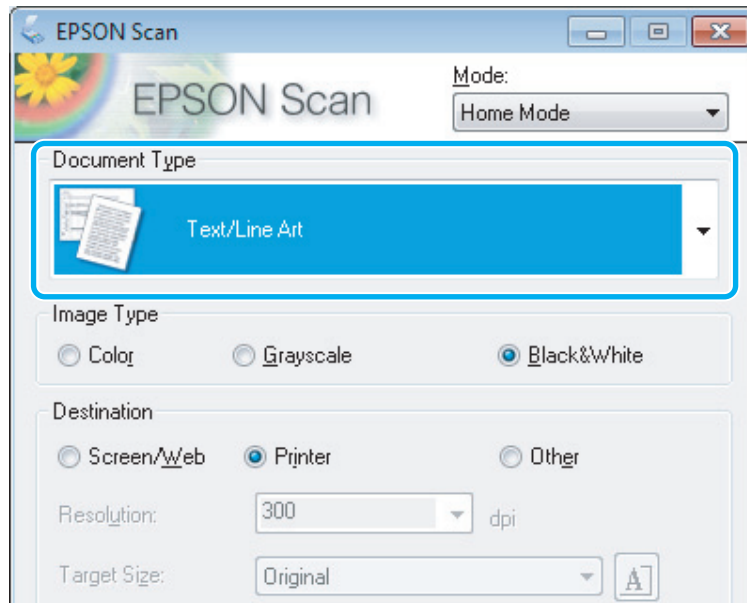 EPSON Scan
EPSON Scan
Mode:
Home Mode
Document Type
Text/Line Art
Image Type
Color
Grayscale
Black&White
Destination
Screen/Web
Printer
Other
Resolution:
300
dpi
Target Size:
Original
A